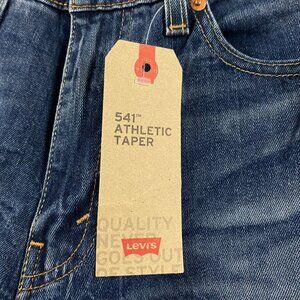 541™
ATHLETIC
TAPER
QUALITY
NEVER
Levi's
GOES OUT
OF STYLE